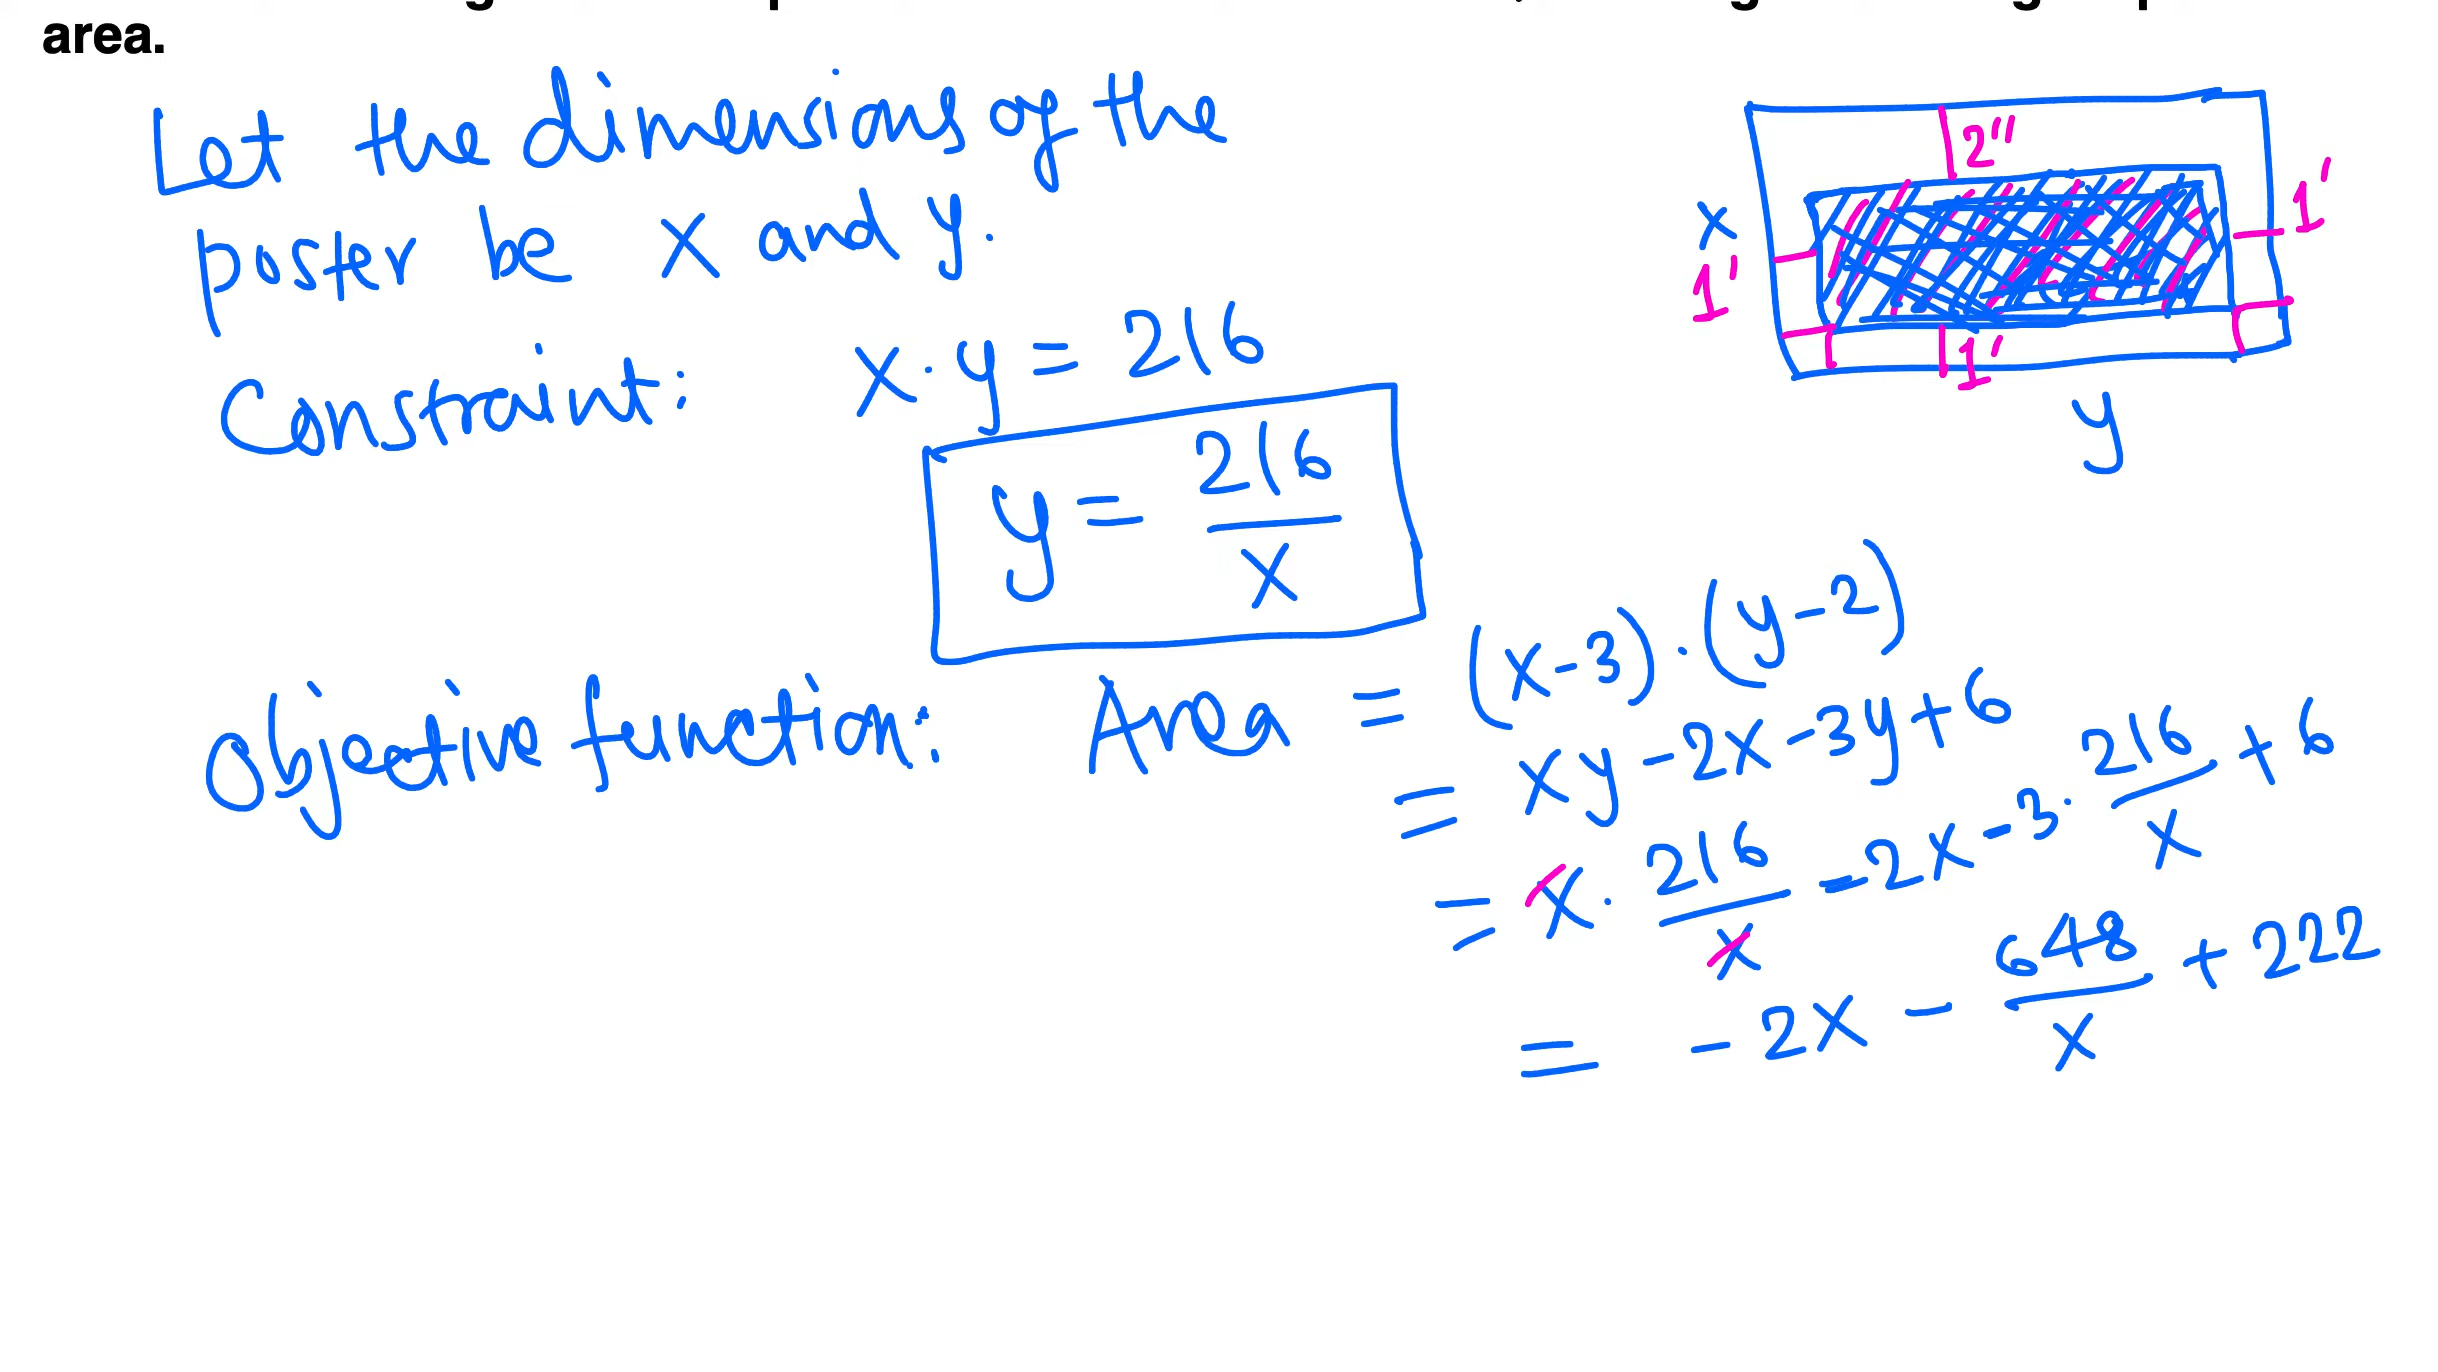 area.
Let the dimensions of the
poster be x and y.
Constraint: x·y = 216
y = 216/x
2"
1'
x
1'
1'
y
Objective function: Area = (x-3)·(y-2)
= xy-2x-3y+6
= x·216/x -2x-3·216/x +6
= -2x - 648/x +222